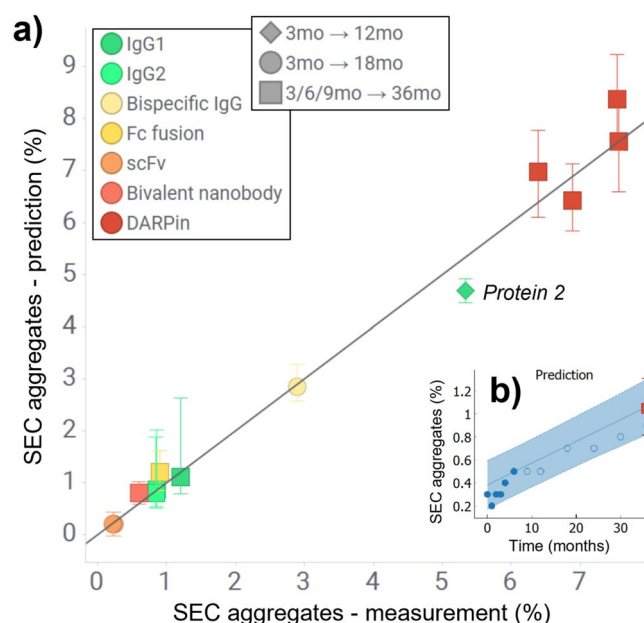 a)
IgG1
IgG2
Bispecific IgG
Fc fusion
scFv
Bivalent nanobody
DARPin
3mo → 12mo
3mo → 18mo
3/6/9mo → 36mo
SEC aggregates - prediction (%)
9
8
7
6
5
4
3
2
1
0
Protein 2
b)
Prediction
SEC aggregates (%)
1.2
1
0.8
0.6
0.4
0.2
0 10 20 30
Time (months)
0 1 2 3 4 5 6 7
SEC aggregates - measurement (%)